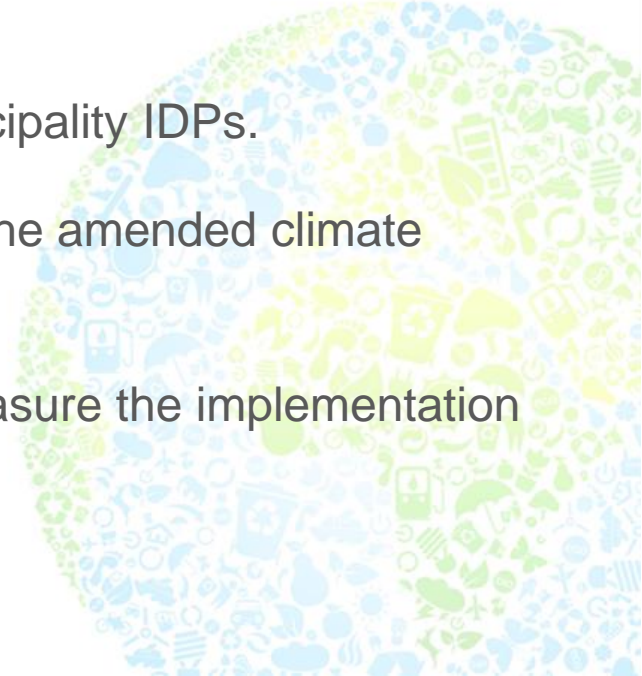 cipality IDPs.
he amended climate
asure the implementation